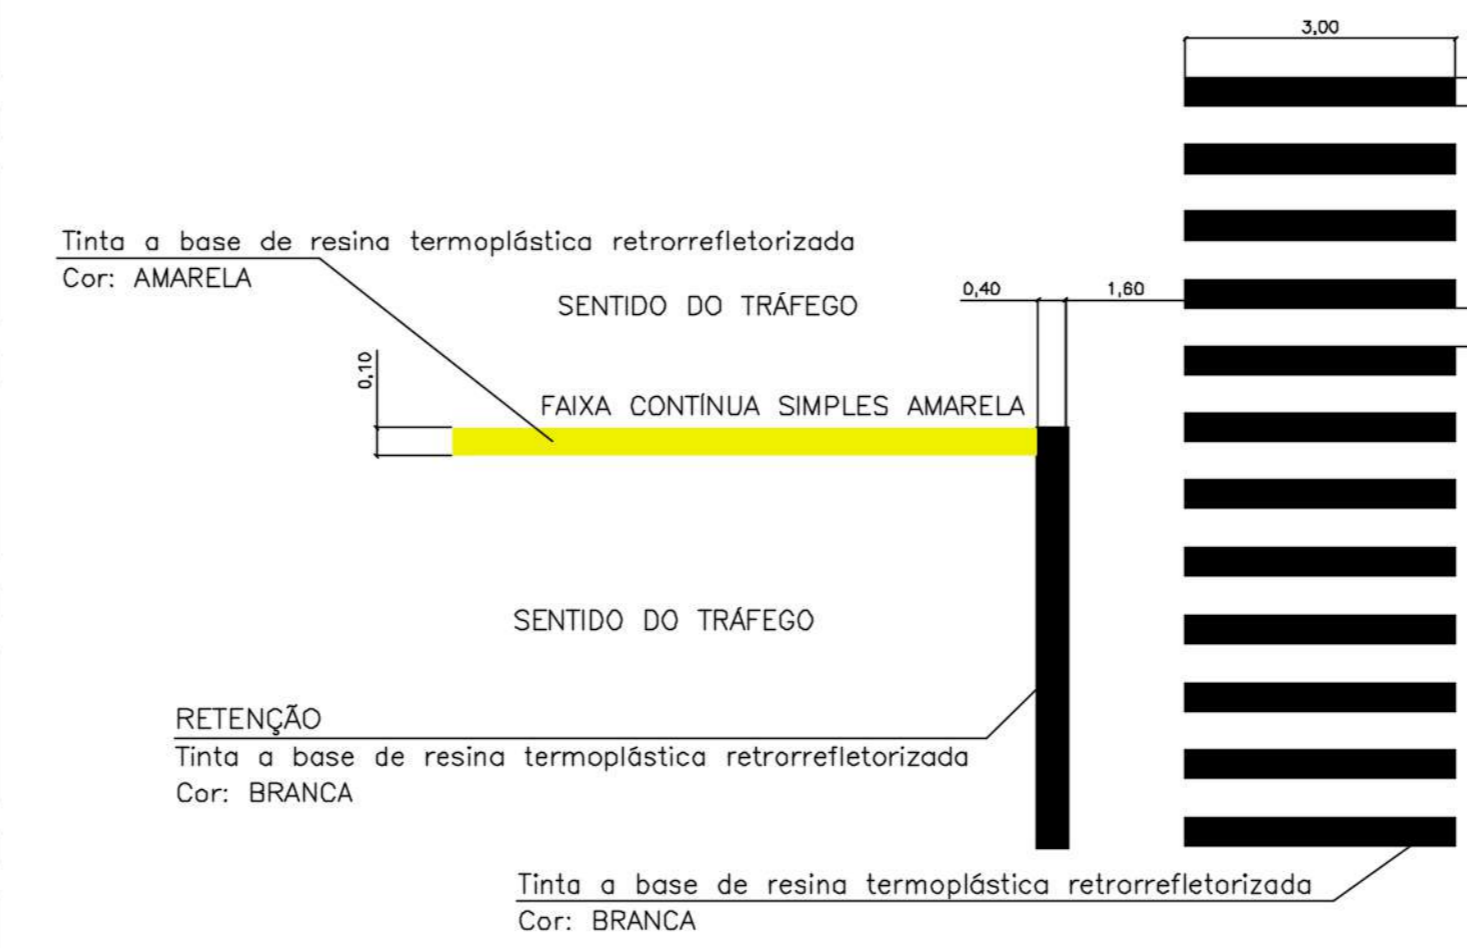 3,00
Tinta a base de resina termoplástica retrorrefletorizada
Cor: AMARELA
SENTIDO DO TRÁFEGO
0,40
1,60
0,10
FAIXA CONTÍNUA SIMPLES AMARELA
SENTIDO DO TRÁFEGO
RETENÇÃO
Tinta a base de resina termoplástica retrorrefletorizada
Cor: BRANCA
Tinta a base de resina termoplástica retrorrefletorizada
Cor: BRANCA